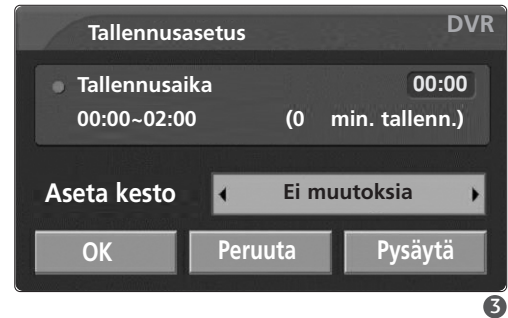 Tallennusasetus DVR
Tallennusaika 00:00
00:00~02:00 (0 min. tallenn.)
Aseta kesto Ei muutoksia
OK Peruuta Pysäytä
3